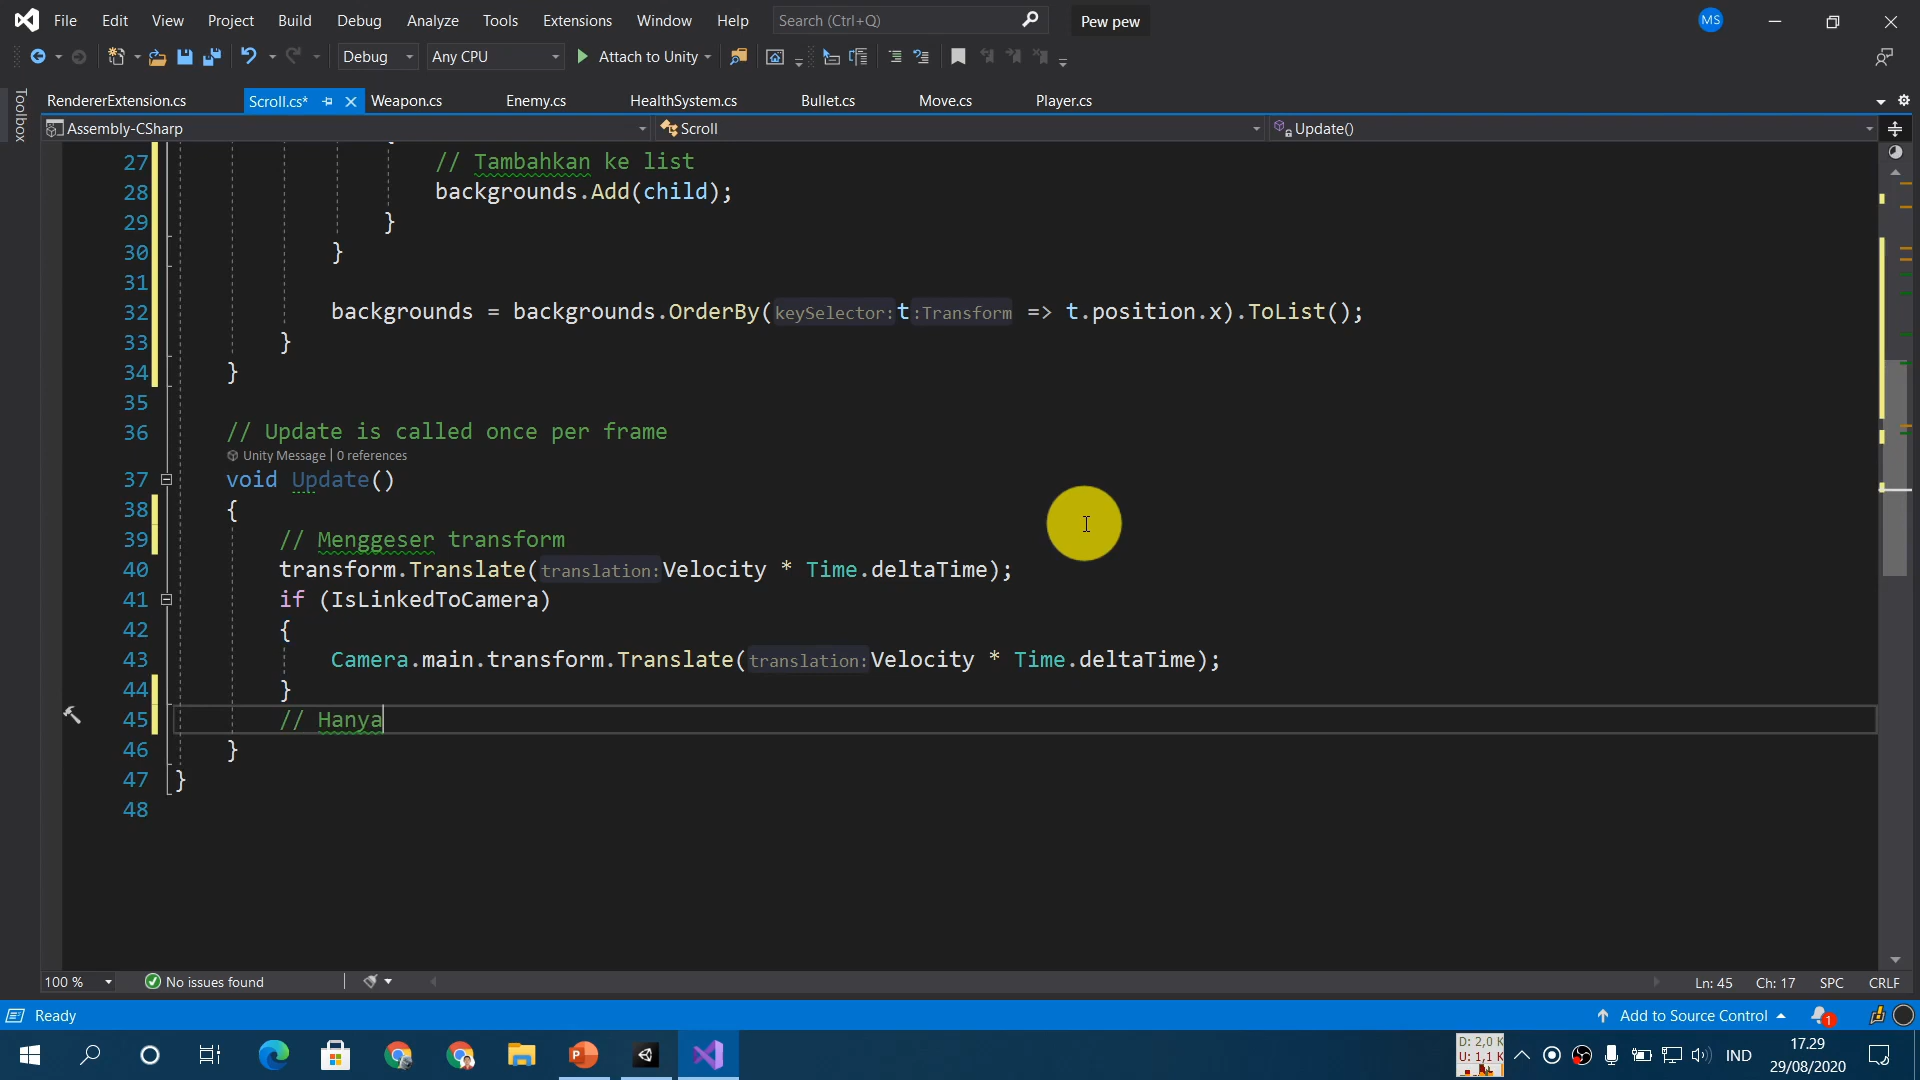 File Edit View Project Build Debug Analyze Tools Extensions Window Help Search (Ctrl+Q) Pew pew MS
Debug Any CPU Attach to Unity
Toolbox
RendererExtension.cs Scroll.cs* Weapon.cs Enemy.cs HealthSystem.cs Bullet.cs Move.cs Player.cs
Assembly-CSharp Scroll Update()
27 // Tambahkan ke list
28 backgrounds.Add(child);
29 }
30 }
31
32 backgrounds = backgrounds.OrderBy(keySelector:t:Transform => t.position.x).ToList();
33 }
34 }
35
36 // Update is called once per frame
Unity Message | 0 references
37 void Update()
38 {
39 // Menggeser transform
40 transform.Translate(translation:Velocity * Time.deltaTime);
41 if (IsLinkedToCamera)
42 {
43 Camera.main.transform.Translate(translation:Velocity * Time.deltaTime);
44 }
45 // Hanya
46 }
47 }
48
100 % No issues found Ln: 45 Ch: 17 SPC CRLF
Ready Add to Source Control 1
D: 2,0 K
U: 1,1 K
IND
17.29
29/08/2020